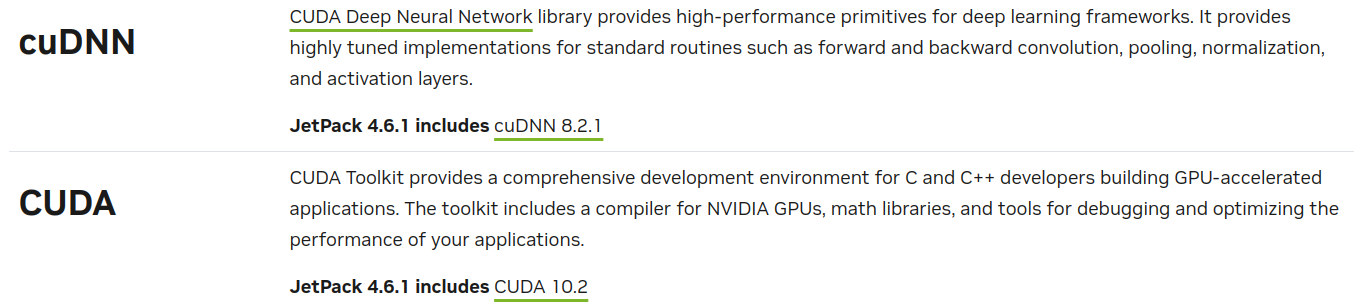 cuDNN
CUDA Deep Neural Network library provides high-performance primitives for deep learning frameworks. It provides
highly tuned implementations for standard routines such as forward and backward convolution, pooling, normalization,
and activation layers.
JetPack 4.6.1 includes cuDNN 8.2.1
CUDA
CUDA Toolkit provides a comprehensive development environment for C and C++ developers building GPU-accelerated
applications. The toolkit includes a compiler for NVIDIA GPUs, math libraries, and tools for debugging and optimizing the
performance of your applications.
JetPack 4.6.1 includes CUDA 10.2